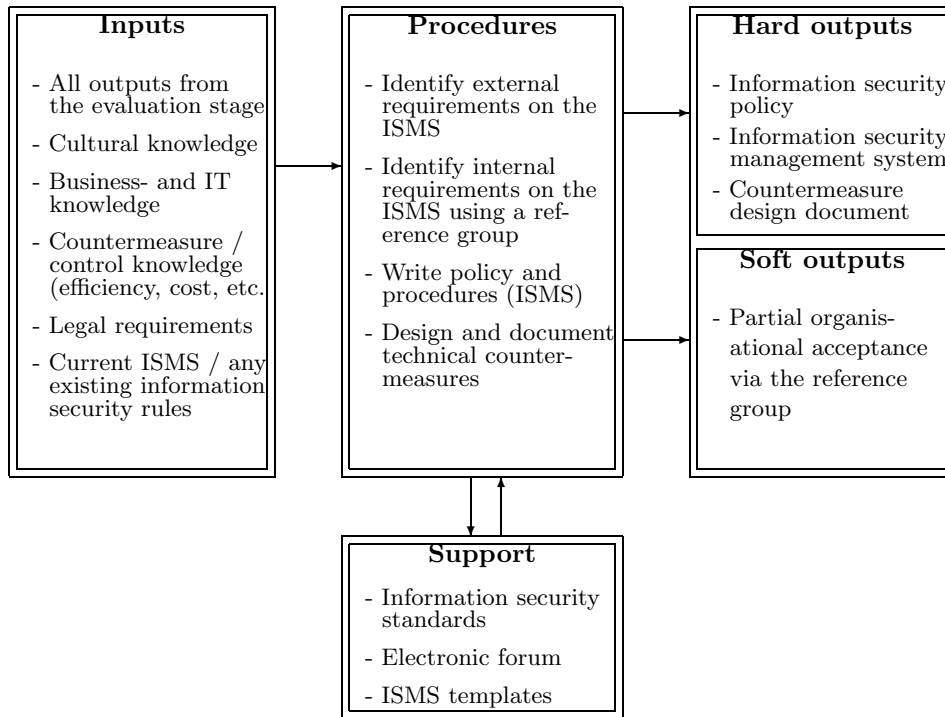 Inputs
- All outputs from
the evaluation stage
- Cultural knowledge
- Business- and IT
knowledge
- Countermeasure /
control knowledge
(efficiency, cost, etc.
- Legal requirements
- Current ISMS / any
existing information
security rules
Procedures
- Identify external
requirements on the
ISMS
- Identify internal
requirements on the
ISMS using a ref-
erence group
- Write policy and
procedures (ISMS)
- Design and document
technical counter-
measures
Hard outputs
- Information security
policy
- Information security
management system
- Countermeasure
design document
Soft outputs
- Partial organis-
ational acceptance
via the reference
group
Support
- Information security
standards
- Electronic forum
- ISMS templates